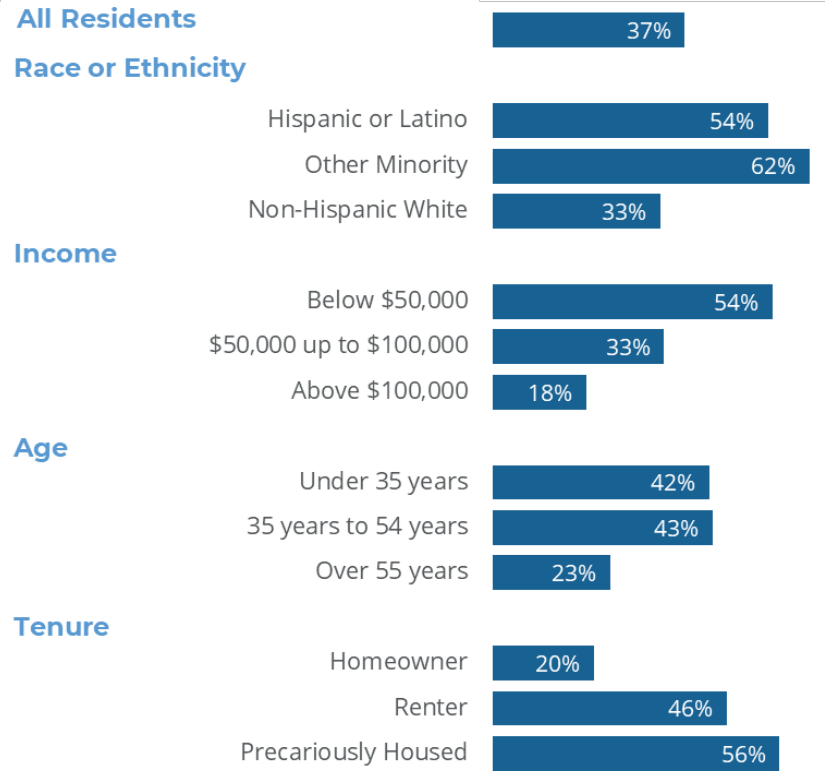 All Residents 37%
Race or Ethnicity
Hispanic or Latino 54%
Other Minority 62%
Non-Hispanic White 33%
Income
Below $50,000 54%
$50,000 up to $100,000 33%
Above $100,000 18%
Age
Under 35 years 42%
35 years to 54 years 43%
Over 55 years 23%
Tenure
Homeowner 20%
Renter 46%
Precariously Housed 56%